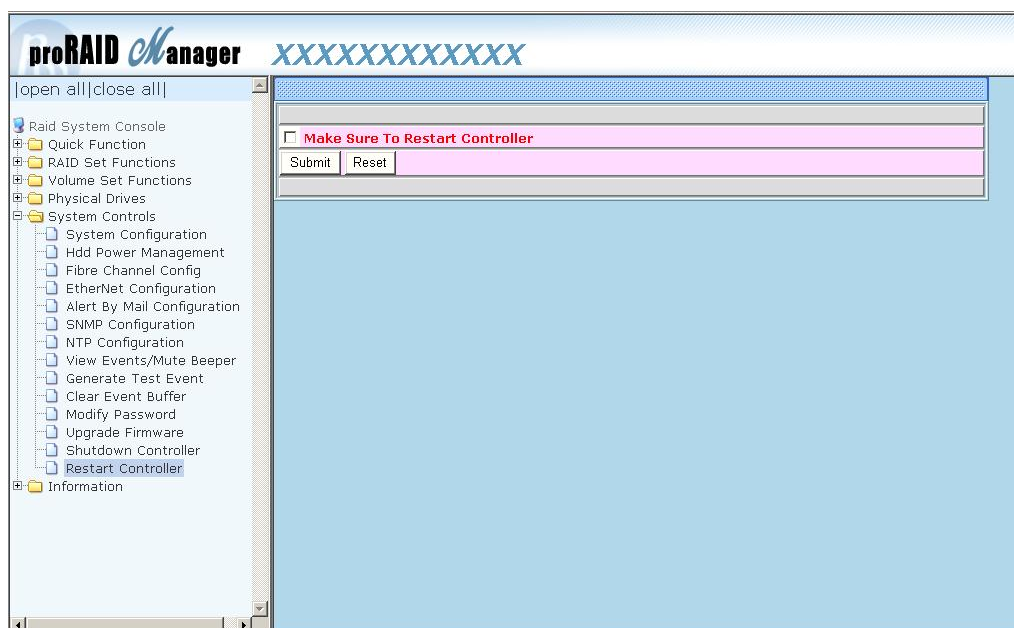 proRAID Manager
XXXXXXXXXXXX
|open all|close all|
Raid System Console
Quick Function
RAID Set Functions
Volume Set Functions
Physical Drives
System Controls
System Configuration
Hdd Power Management
Fibre Channel Config
EtherNet Configuration
Alert By Mail Configuration
SNMP Configuration
NTP Configuration
View Events/Mute Beeper
Generate Test Event
Clear Event Buffer
Modify Password
Upgrade Firmware
Shutdown Controller
Restart Controller
Information
Make Sure To Restart Controller
Submit Reset